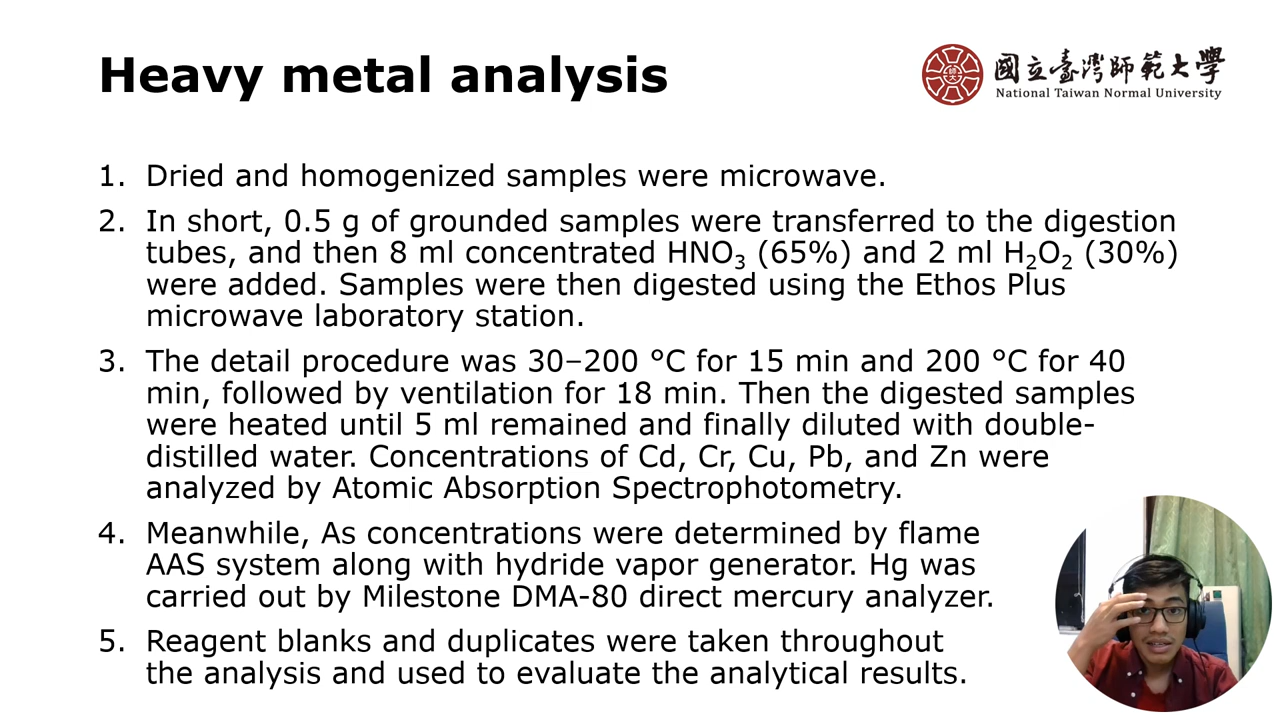 Heavy metal analysis
國立臺灣師範大學
National Taiwan Normal University
1. Dried and homogenized samples were microwave.
2. In short, 0.5 g of grounded samples were transferred to the digestion
tubes, and then 8 ml concentrated HNO₃ (65%) and 2 ml H₂O₂ (30%)
were added. Samples were then digested using the Ethos Plus
microwave laboratory station.
3. The detail procedure was 30–200 °C for 15 min and 200 °C for 40
min, followed by ventilation for 18 min. Then the digested samples
were heated until 5 ml remained and finally diluted with double-
distilled water. Concentrations of Cd, Cr, Cu, Pb, and Zn were
analyzed by Atomic Absorption Spectrophotometry.
4. Meanwhile, As concentrations were determined by flame
AAS system along with hydride vapor generator. Hg was
carried out by Milestone DMA-80 direct mercury analyzer.
5. Reagent blanks and duplicates were taken throughout
the analysis and used to evaluate the analytical results.